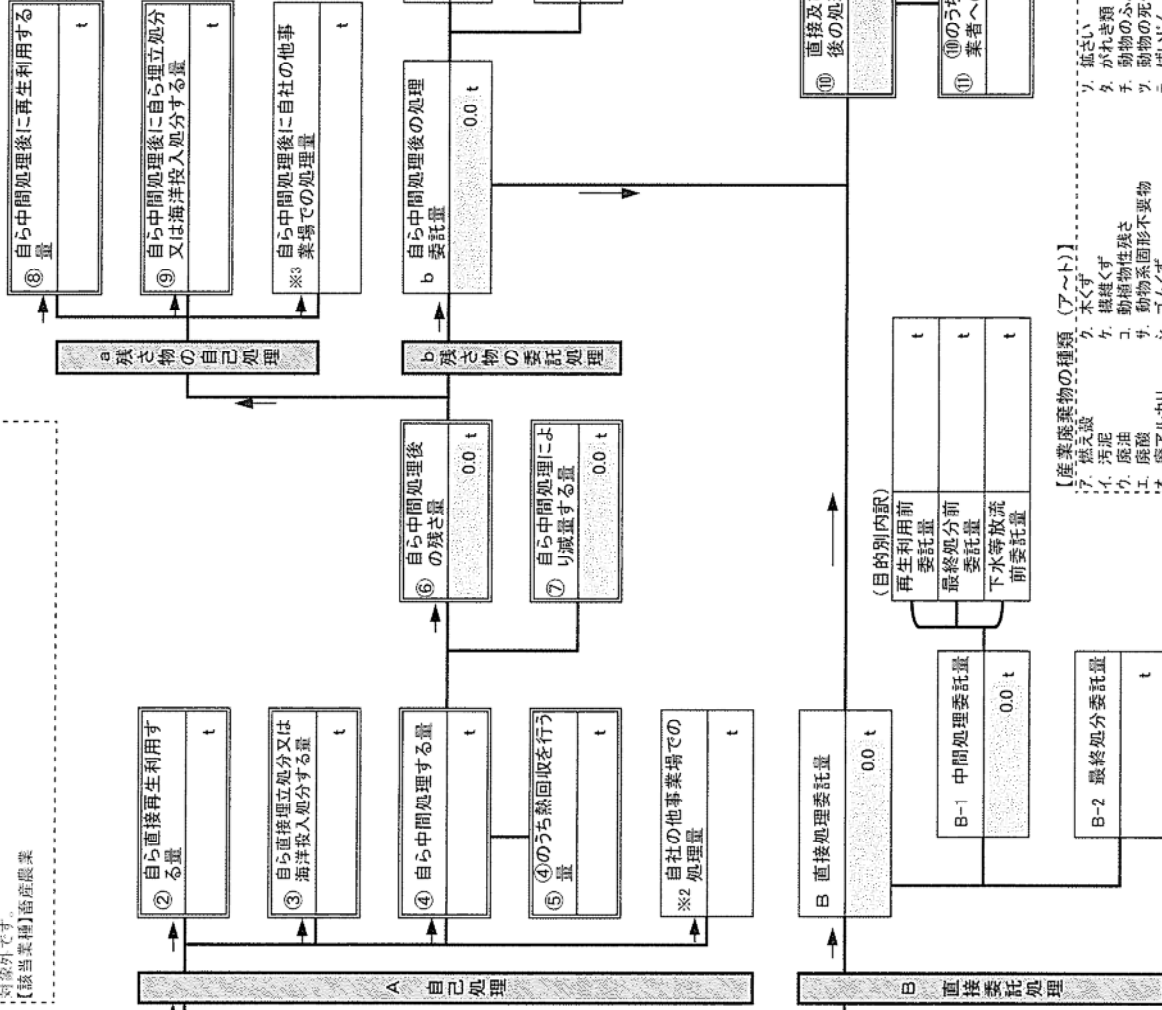 対象外です。
【該当業種】畜産農業
A
自己処理
② 自ら直接再生利用す
る量
t
③ 自ら直接埋立処分又は
海洋投入処分する量
t
④ 自ら中間処理する量
t
⑤ ④のうち熱回収を行う
量
t
※2 自社の他事業場での
処理量
t
⑥ 自ら中間処理後
の残さ量
0.0 t
⑦ 自ら中間処理によ
り減量する量
0.0 t
a 残さ物の自己処理
⑧ 自ら中間処理後に再生利用する
量
t
⑨ 自ら中間処理後に自ら埋立処分
又は海洋投入処分する量
t
※3 自ら中間処理後に自社の他事
業場での処理量
t
b 残さ物の委託処理
b 自ら中間処理後の処理
委託量
0.0 t
B
直接委託処理
B 直接処理委託量
0.0 t
B-1 中間処理委託量
0.0 t
B-2 最終処分委託量
t
(目的別内訳)
再生利用前
委託量
t
最終処分前
委託量
t
下水等放流
前委託量
t
⑩ 直接及
後の処
⑪ ⑩のうち
業者へ
【産業廃棄物の種類 (ア~ト)】
ア. 燃え殻
イ. 汚泥
ウ. 廃油
エ. 廃酸
オ. 廃アルカリ
ク. 木くず
ケ. 繊維くず
コ. 動植物性残さ
サ. 動物系固形不要物
シ. ゴムくず
ソ. 鉱さい
タ. がれき類
チ. 動物のふ
ツ. 動物の死